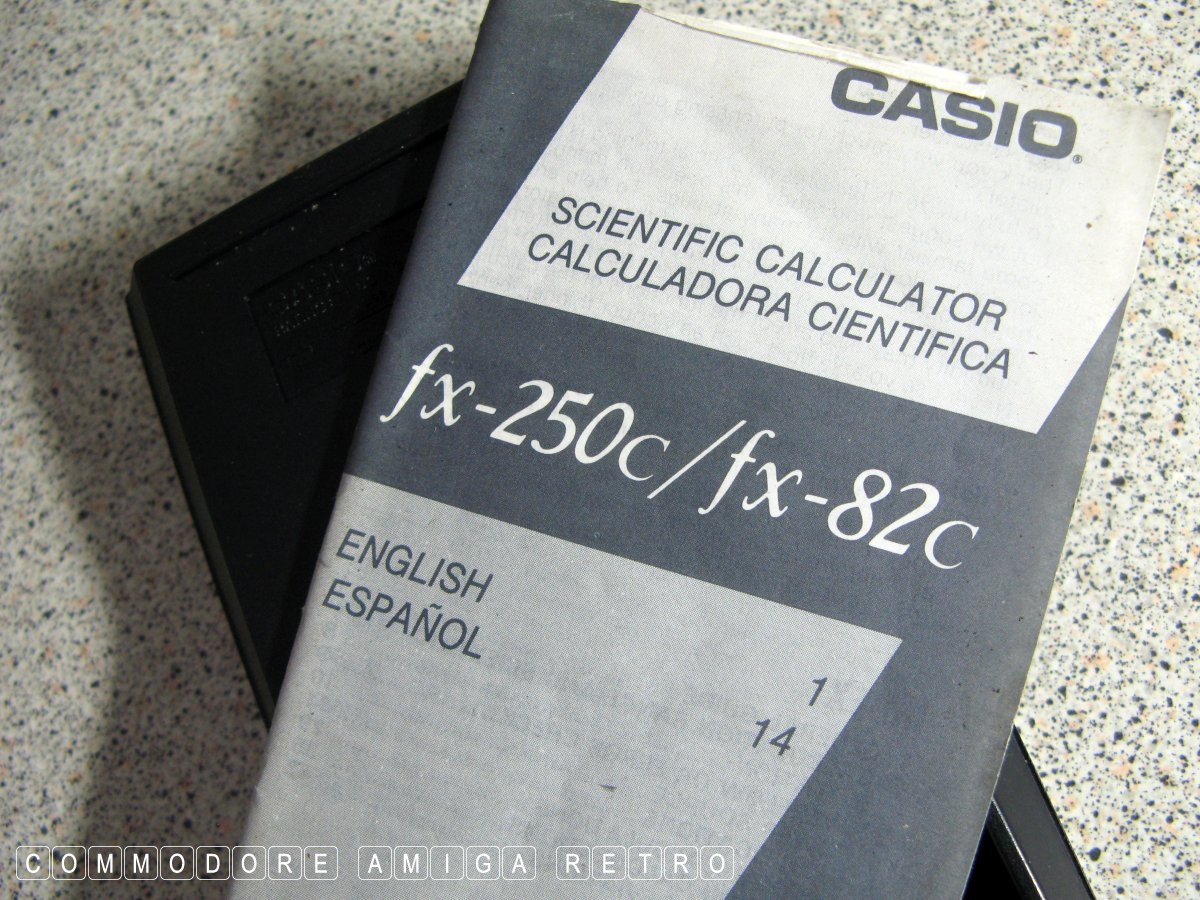 CASIO®
SCIENTIFIC CALCULATOR
CALCULADORA CIENTIFICA
fx-250C/fx-82C
ENGLISH 1
ESPAÑOL 14
COMMODORE AMIGA RETRO